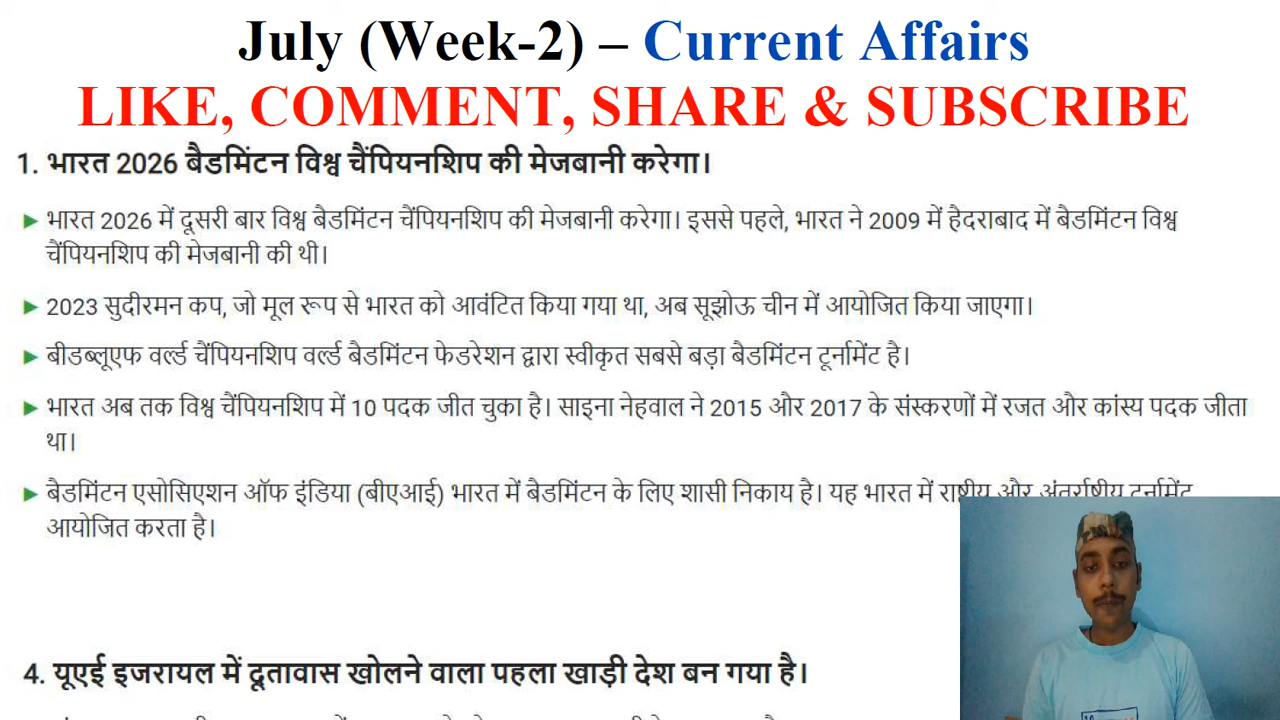 July (Week-2) – Current Affairs
LIKE, COMMENT, SHARE & SUBSCRIBE
1. भारत 2026 बैडमिंटन विश्व चैंपियनशिप की मेजबानी करेगा।
► भारत 2026 में दूसरी बार विश्व बैडमिंटन चैंपियनशिप की मेजबानी करेगा। इससे पहले, भारत ने 2009 में हैदराबाद में बैडमिंटन विश्व
चैंपियनशिप की मेजबानी की थी।
► 2023 सुदीरमन कप, जो मूल रूप से भारत को आवंटित किया गया था, अब सूझोऊ चीन में आयोजित किया जाएगा।
► बीडब्लूएफ वर्ल्ड चैंपियनशिप वर्ल्ड बैडमिंटन फेडरेशन द्वारा स्वीकृत सबसे बड़ा बैडमिंटन टूर्नामेंट है।
► भारत अब तक विश्व चैंपियनशिप में 10 पदक जीत चुका है। साइना नेहवाल ने 2015 और 2017 के संस्करणों में रजत और कांस्य पदक जीता
था।
► बैडमिंटन एसोसिएशन ऑफ इंडिया (बीएआई) भारत में बैडमिंटन के लिए शासी निकाय है। यह भारत में राष्ट्रीय और अंतर्राष्ट्रीय टूर्नामेंट
आयोजित करता है।
4. यूएई इजरायल में दूतावास खोलने वाला पहला खाड़ी देश बन गया है।